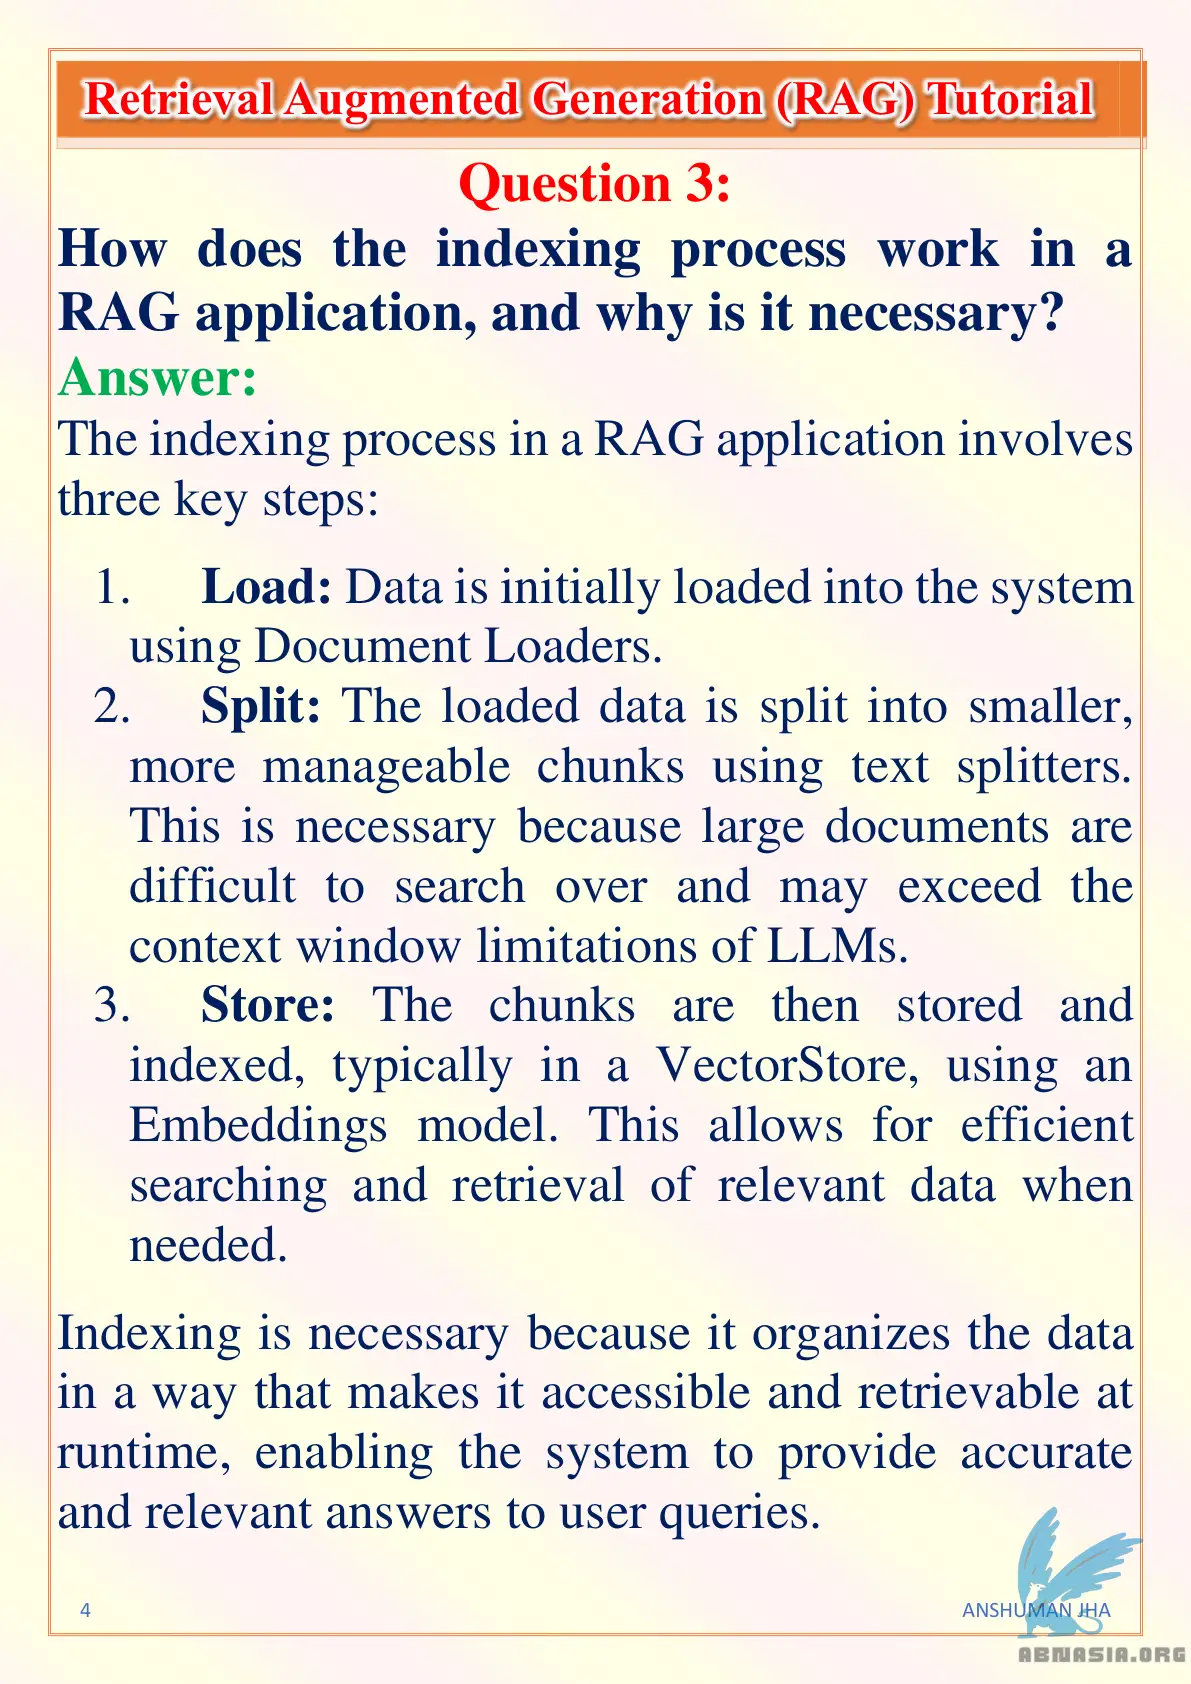 Retrieval Augmented Generation (RAG) Tutorial
Question 3:
How does the indexing process work in a
RAG application, and why is it necessary?
Answer:
The indexing process in a RAG application involves
three key steps:
1. Load: Data is initially loaded into the system
using Document Loaders.
2. Split: The loaded data is split into smaller,
more manageable chunks using text splitters.
This is necessary because large documents are
difficult to search over and may exceed the
context window limitations of LLMs.
3. Store: The chunks are then stored and
indexed, typically in a VectorStore, using an
Embeddings model. This allows for efficient
searching and retrieval of relevant data when
needed.
Indexing is necessary because it organizes the data
in a way that makes it accessible and retrievable at
runtime, enabling the system to provide accurate
and relevant answers to user queries.
4 ANSHUMAN JHA
ABNASIA.ORG